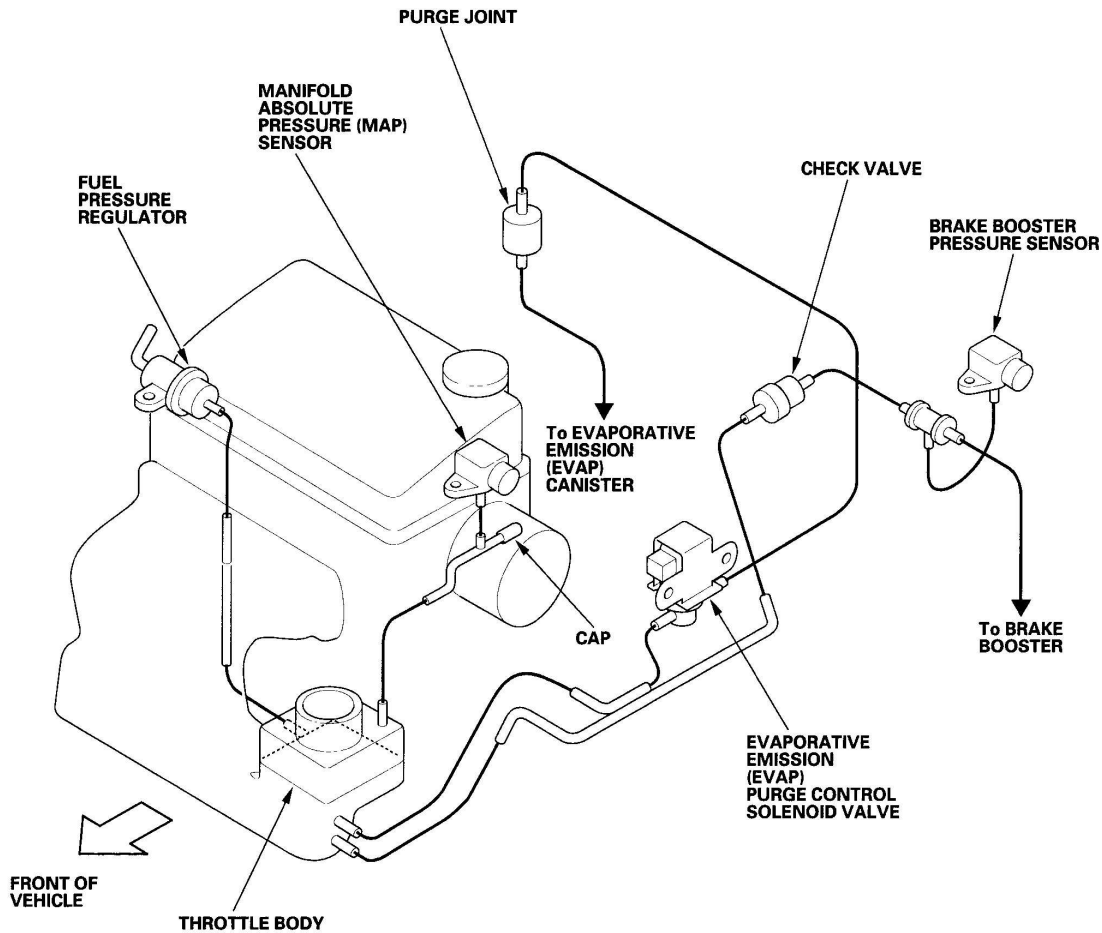 PURGE JOINT
MANIFOLD
ABSOLUTE
PRESSURE (MAP)
SENSOR
FUEL
PRESSURE
REGULATOR
CHECK VALVE
BRAKE BOOSTER
PRESSURE SENSOR
To EVAPORATIVE
EMISSION
(EVAP)
CANISTER
CAP
To BRAKE
BOOSTER
EVAPORATIVE
EMISSION
(EVAP)
PURGE CONTROL
SOLENOID VALVE
FRONT OF
VEHICLE
THROTTLE BODY